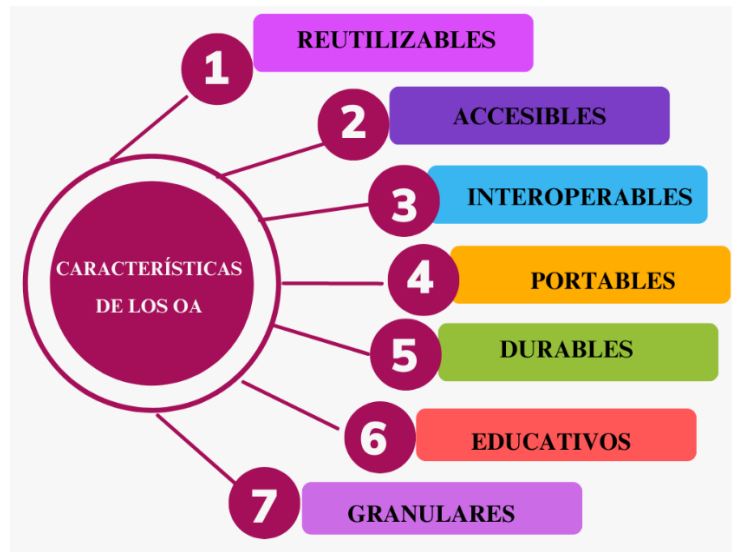 1
REUTILIZABLES
2
ACCESIBLES
3
INTEROPERABLES
CARACTERÍSTICAS
DE LOS OA
4
PORTABLES
5
DURABLES
6
EDUCATIVOS
7
GRANULARES